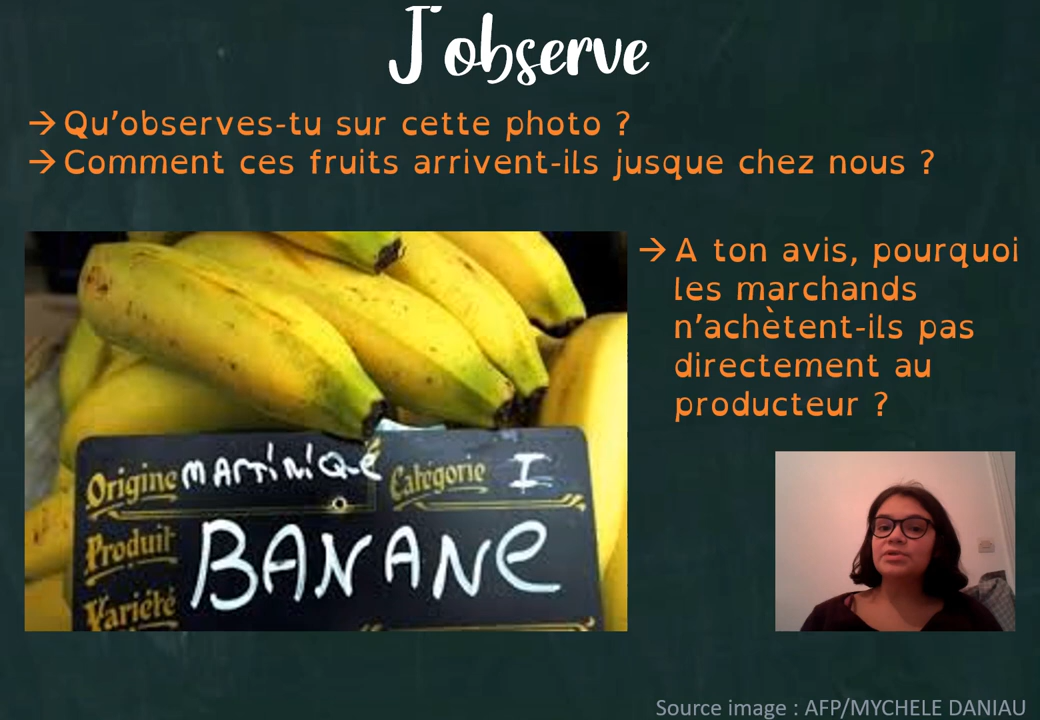 J'observe
→ Qu'observes-tu sur cette photo ?
→ Comment ces fruits arrivent-ils jusque chez nous ?
→ A ton avis, pourquoi
les marchands
n'achètent-ils pas
directement au
producteur ?
Origine MARTINIQUE Catégorie I
Produit BANANE
Variété
Source image : AFP/MYCHELE DANIAU